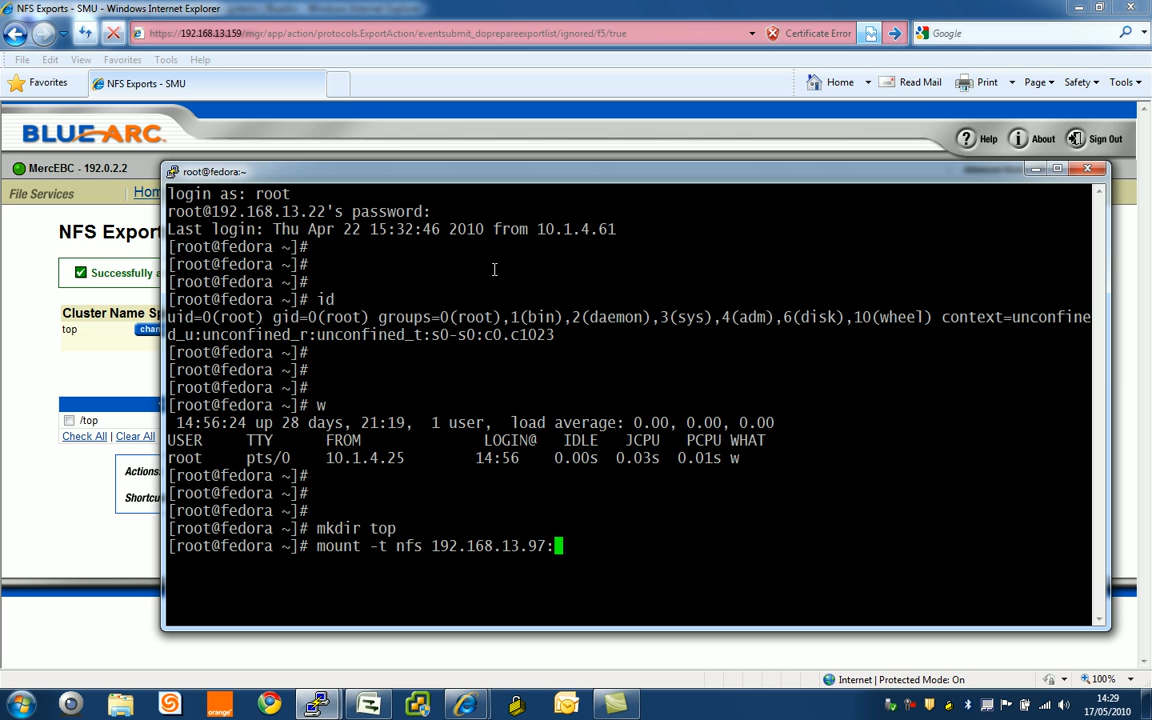 NFS Exports - SMU - Windows Internet Explorer
https://192.168.13.159/mgr/app/action/protocols.ExportAction/eventsubmit_doprepareexportlist/ignored/f5/true
Certificate Error
Google
File Edit View Favorites Tools Help
Favorites
NFS Exports - SMU
Home
Read Mail
Print
Page
Safety
Tools
BLUE ARC
Help
About
Sign Out
MercEBC - 192.0.2.2
File Services
Hom
NFS Export
Successfully a
Cluster Name Sp
top
chan
/top
Check All | Clear All
Actions:
Shortcu
root@fedora:~
login as: root
root@192.168.13.22's password:
Last login: Thu Apr 22 15:32:46 2010 from 10.1.4.61
[root@fedora ~]#
[root@fedora ~]#
[root@fedora ~]#
[root@fedora ~]# id
uid=0(root) gid=0(root) groups=0(root),1(bin),2(daemon),3(sys),4(adm),6(disk),10(wheel) context=unconfine
d_u:unconfined_r:unconfined_t:s0-s0:c0.c1023
[root@fedora ~]#
[root@fedora ~]#
[root@fedora ~]#
[root@fedora ~]# w
14:56:24 up 28 days, 21:19, 1 user, load average: 0.00, 0.00, 0.00
USER TTY FROM LOGIN@ IDLE JCPU PCPU WHAT
root pts/0 10.1.4.25 14:56 0.00s 0.03s 0.01s w
[root@fedora ~]#
[root@fedora ~]#
[root@fedora ~]#
[root@fedora ~]# mkdir top
[root@fedora ~]# mount -t nfs 192.168.13.97:
Internet | Protected Mode: On
100%
14:29
17/05/2010
orange